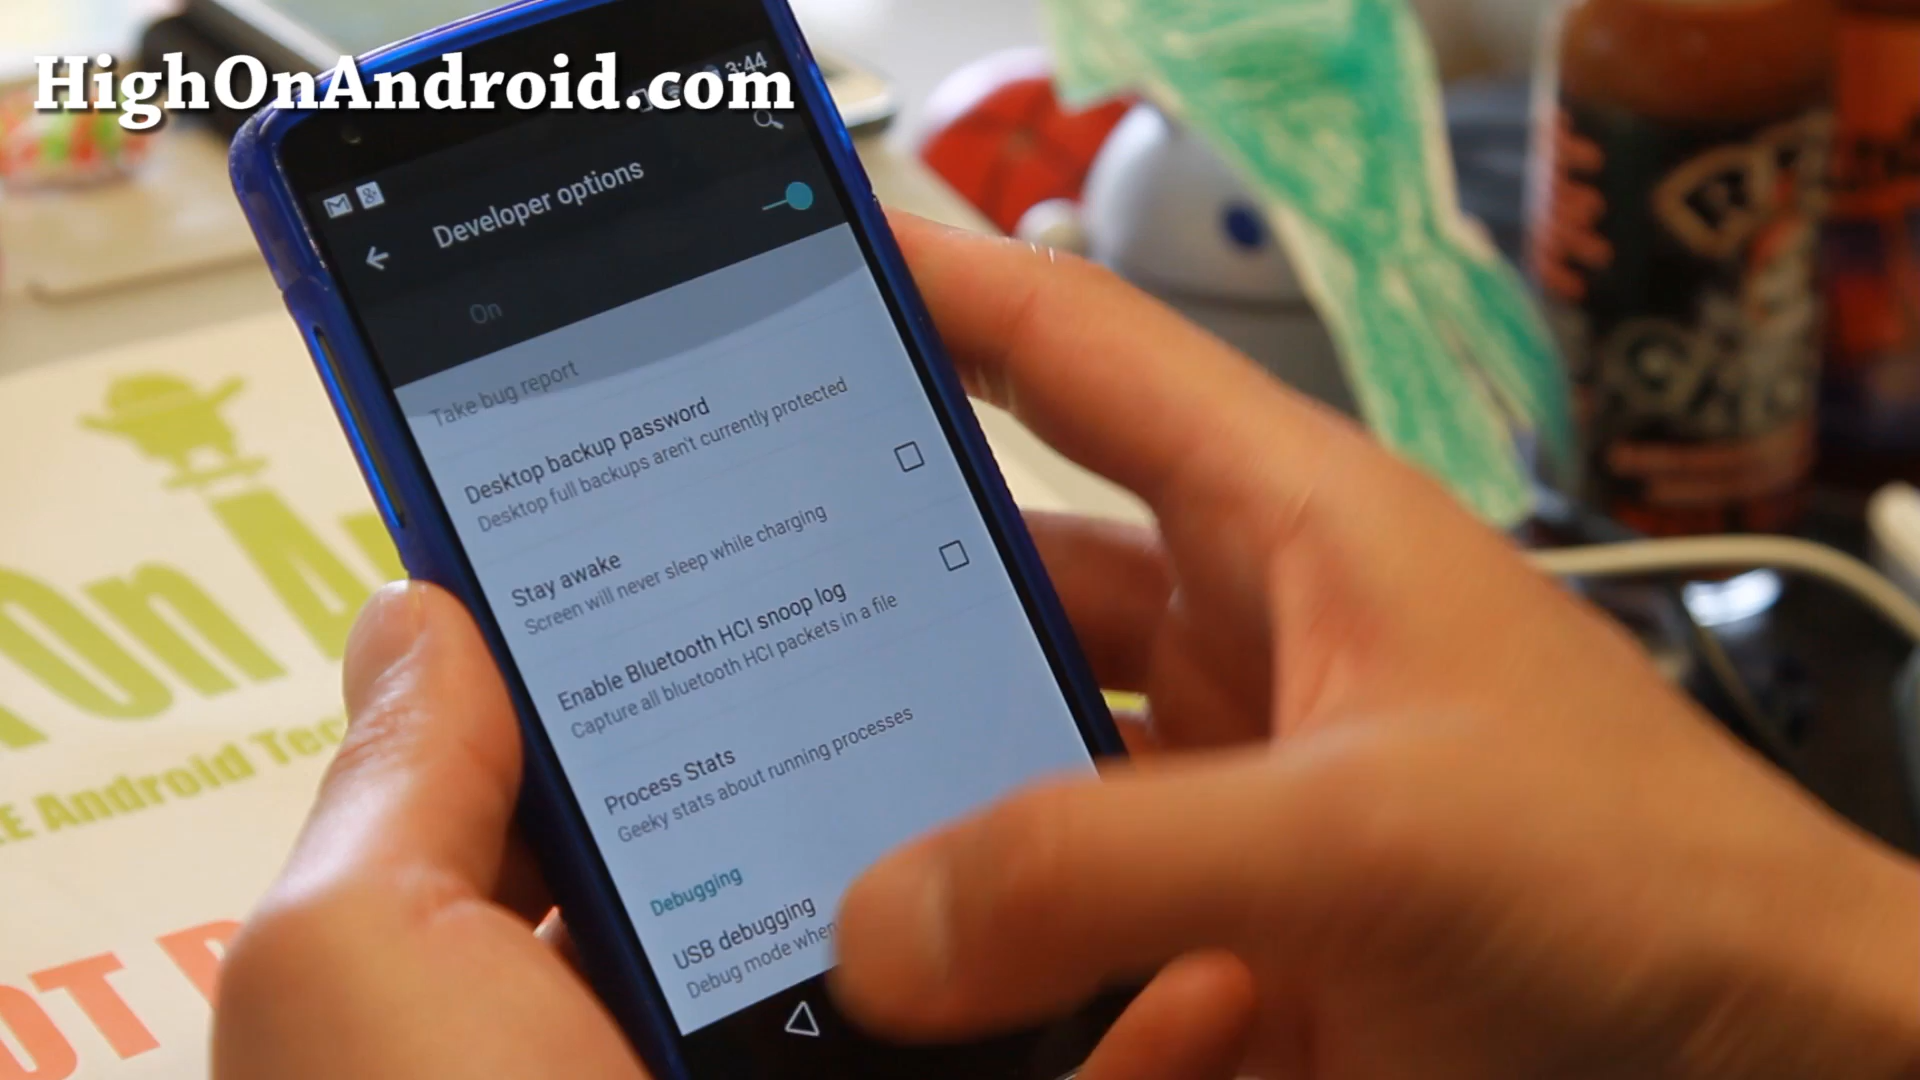 HighOnAndroid.com
3:44
Developer options
On
Take bug report
Desktop backup password
Desktop full backups aren't currently protected
Stay awake
Screen will never sleep while charging
Enable Bluetooth HCI snoop log
Capture all bluetooth HCI packets in a file
Process Stats
Geeky stats about running processes
Debugging
USB debugging
Debug mode when
On A
Android Tec
OT